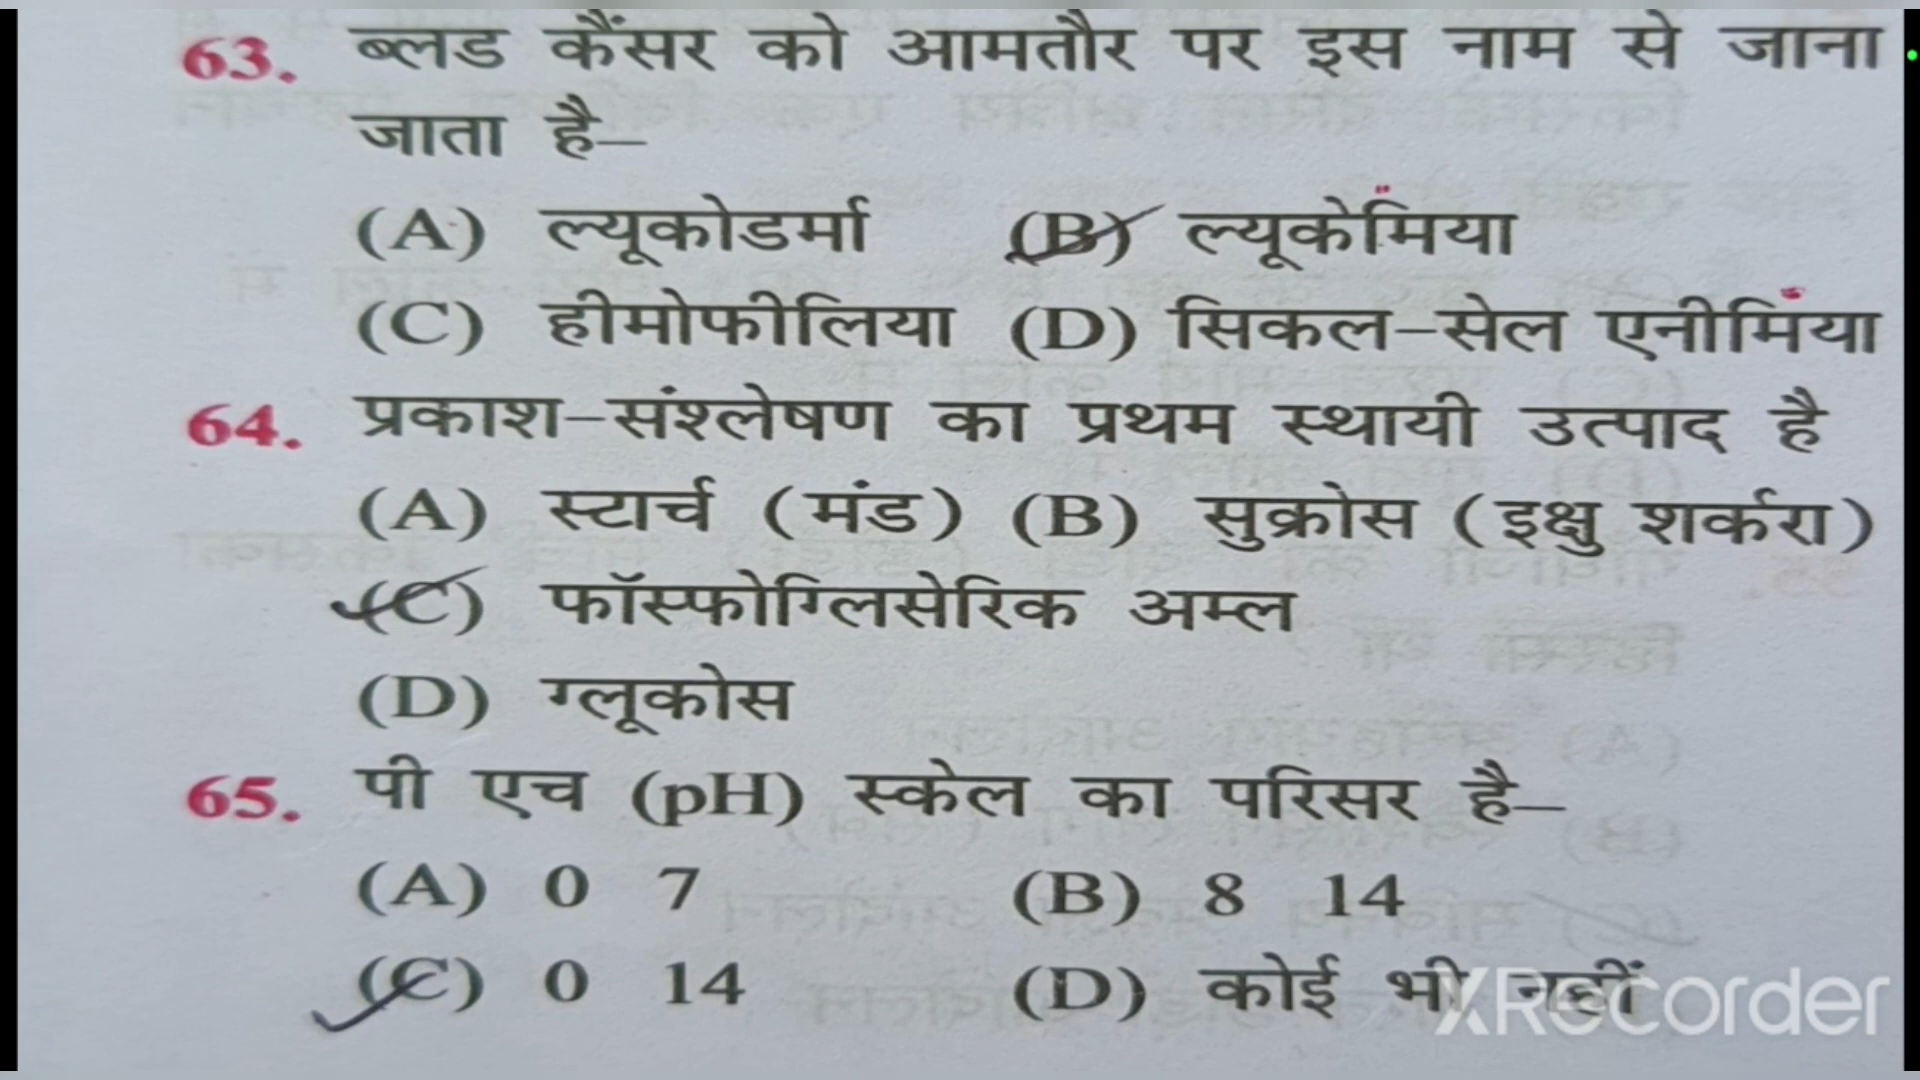 63. ब्लड कैंसर को आमतौर पर इस नाम से जाना
जाता है–
(A) ल्यूकोडर्मा (B) ल्यूकेमिया
(C) हीमोफीलिया (D) सिकल–सेल एनीमिया
64. प्रकाश–संश्लेषण का प्रथम स्थायी उत्पाद है
(A) स्टार्च (मंड) (B) सुक्रोस (इक्षु शर्करा)
(C) फॉस्फोग्लिसेरिक अम्ल
(D) ग्लूकोस
65. पी एच (pH) स्केल का परिसर है–
(A) 0 7 (B) 8 14
(C) 0 14 (D) कोई भी नहीं
XRecorder